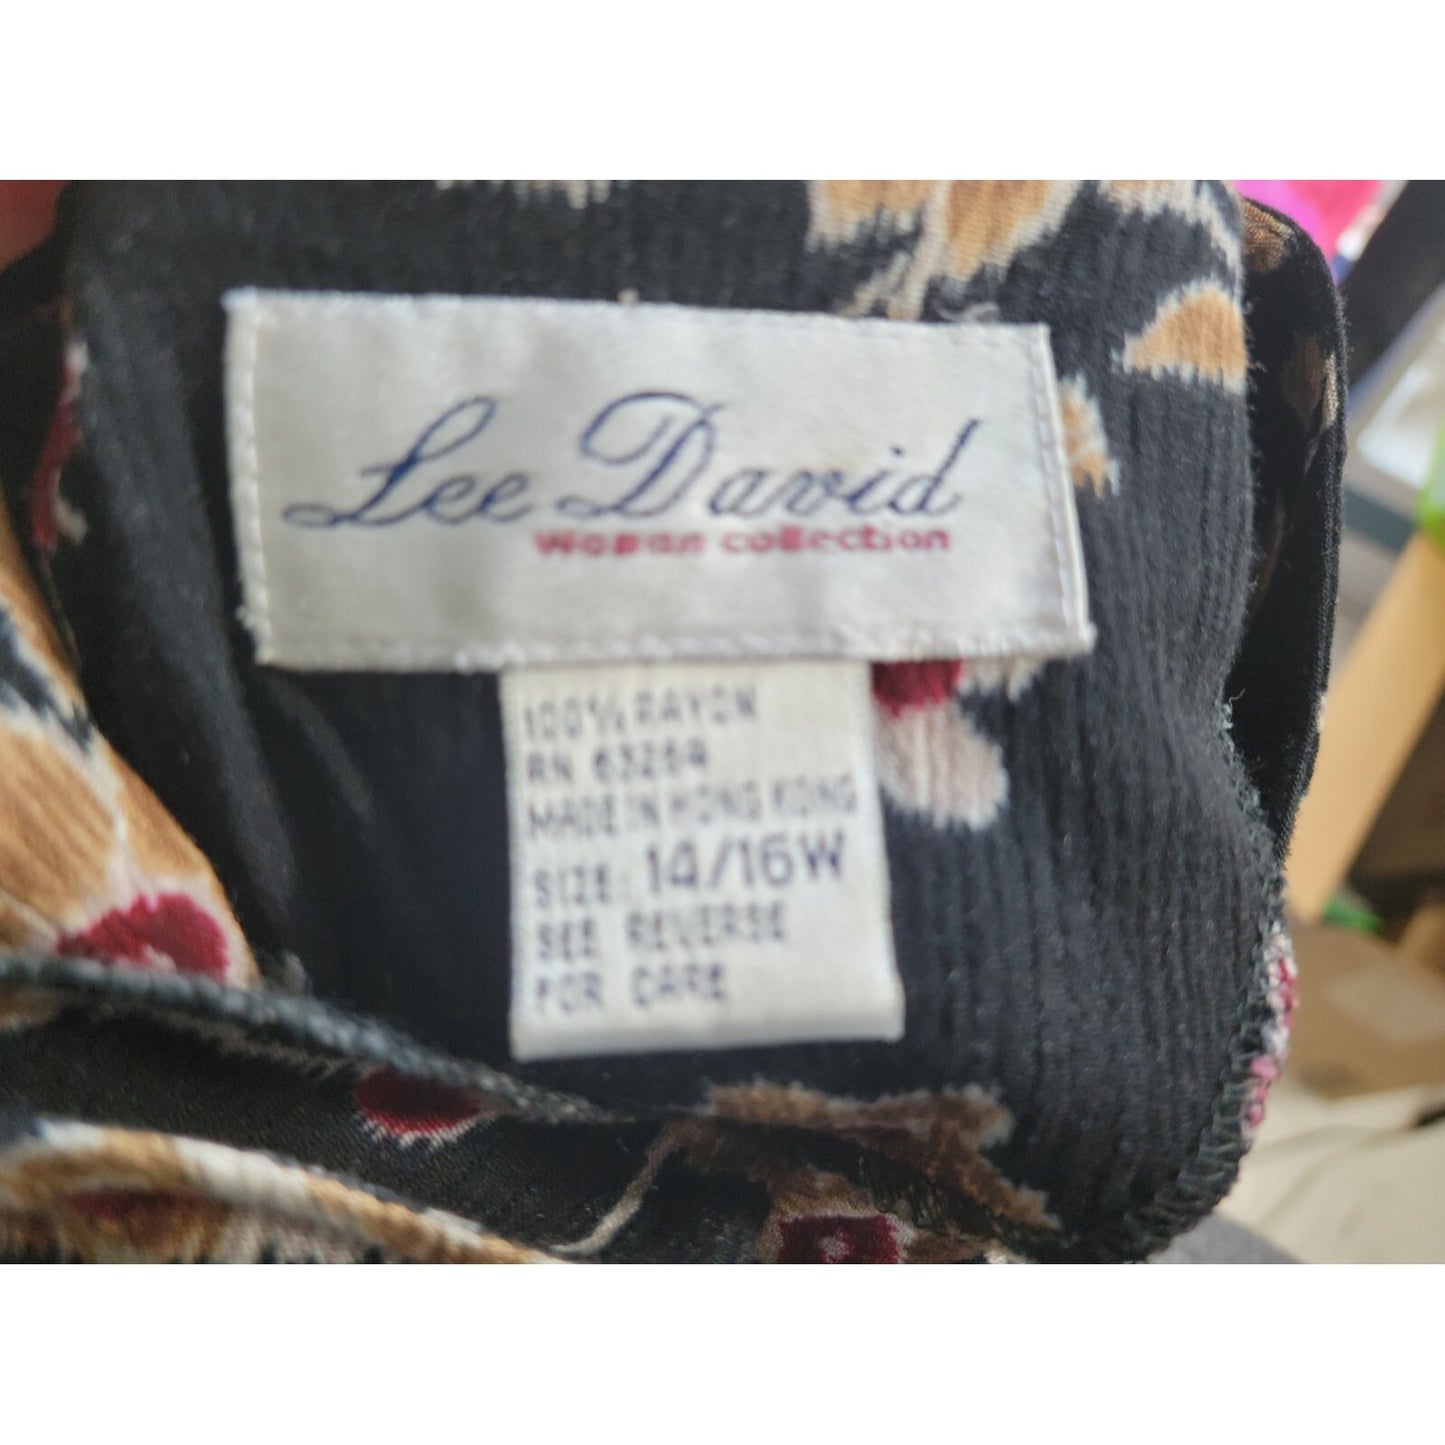 Lee David
Woman collection
100% RAYON
RN 63264
MADE IN HONG KONG
SIZE: 14/16W
SEE REVERSE
FOR CARE